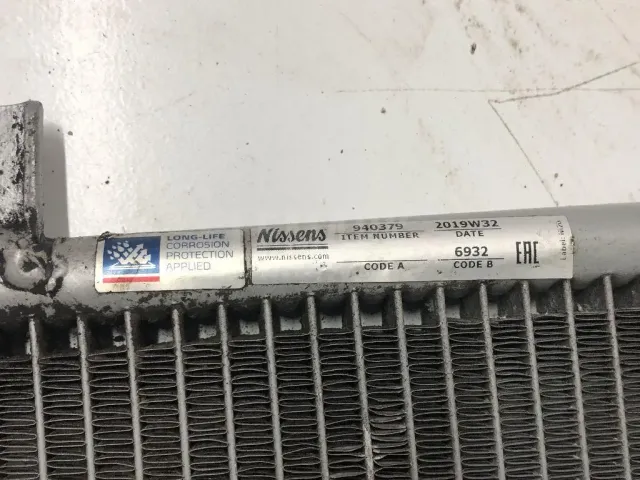 LONG-LIFE
CORROSION
PROTECTION
APPLIED
Nissens
www.nissens.com
940379
ITEM NUMBER
2019W32
DATE
CODE A
6932
CODE B
EAC